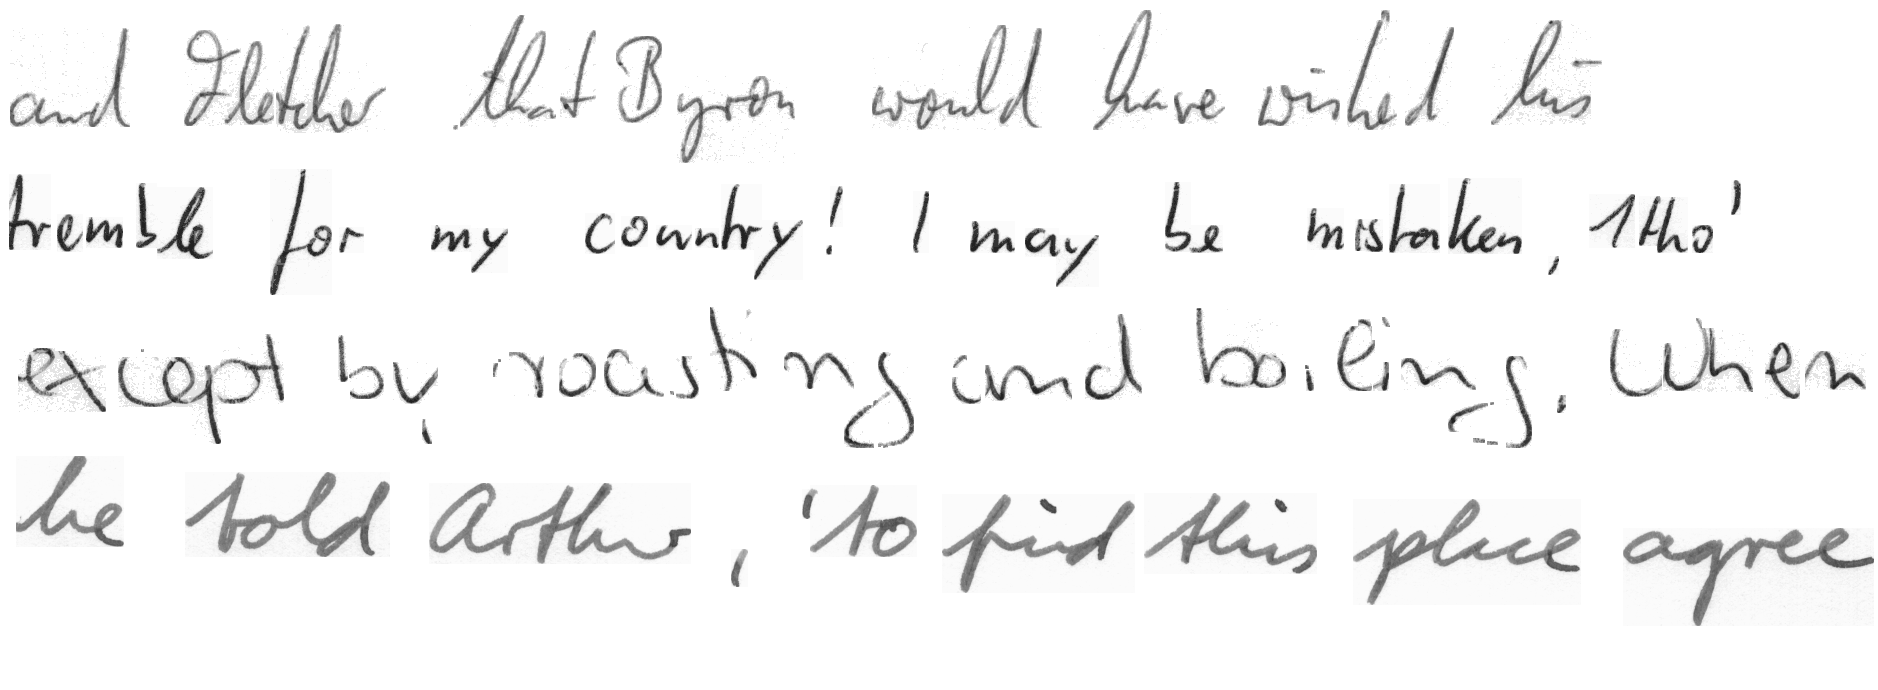 and Fletcher that Byron would have wished his
tremble for my country! I may be mistaken, 1tho'
except by roasting and boiling. When
he told Arthur, 'to find this place agree